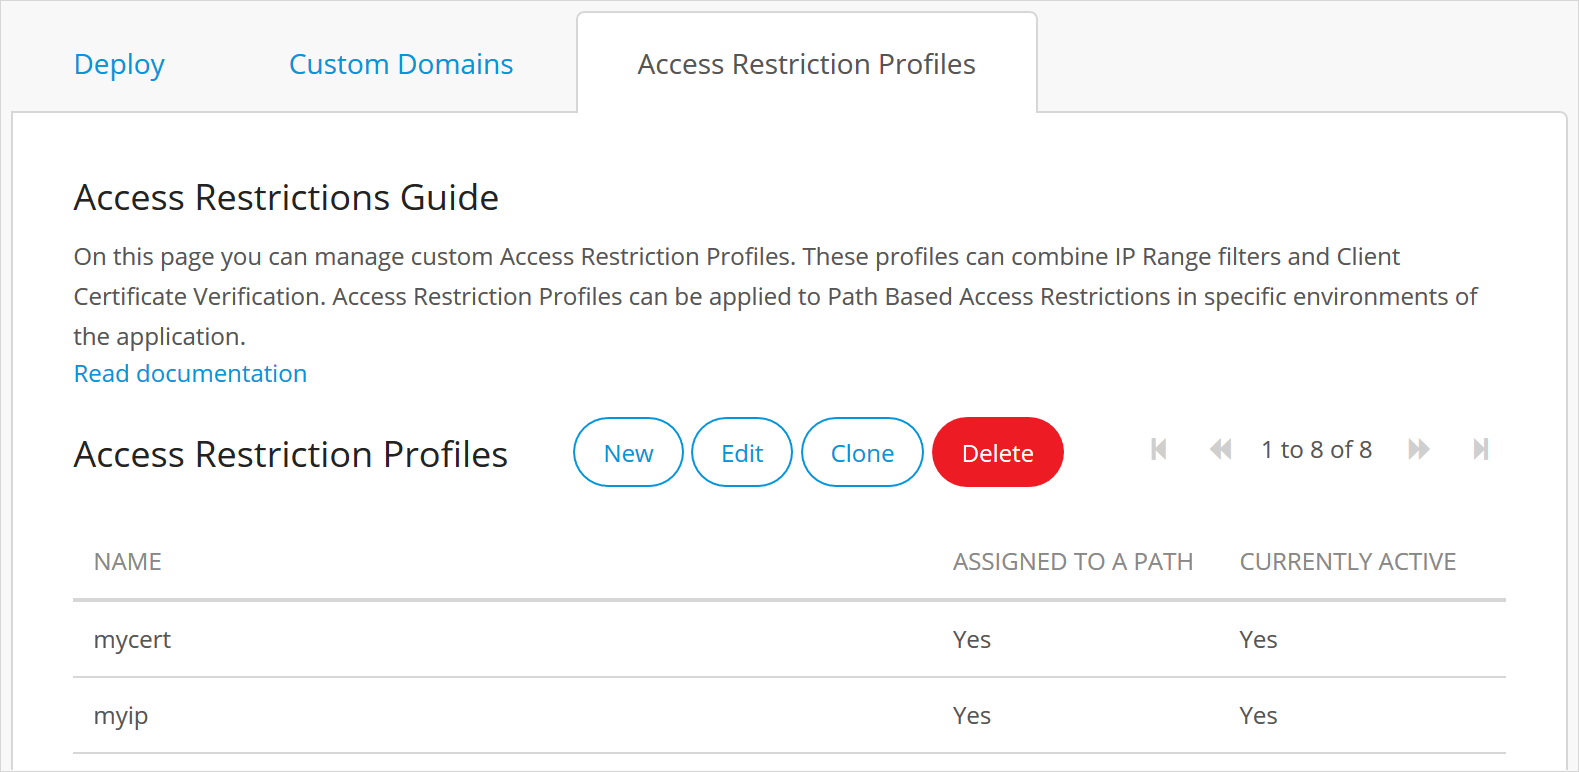 Deploy
Custom Domains
Access Restriction Profiles
Access Restrictions Guide
On this page you can manage custom Access Restriction Profiles. These profiles can combine IP Range filters and Client
Certificate Verification. Access Restriction Profiles can be applied to Path Based Access Restrictions in specific environments of
the application.
Read documentation
Access Restriction Profiles
New
Edit
Clone
Delete
1 to 8 of 8
NAME
ASSIGNED TO A PATH
CURRENTLY ACTIVE
mycert
Yes
Yes
myip
Yes
Yes